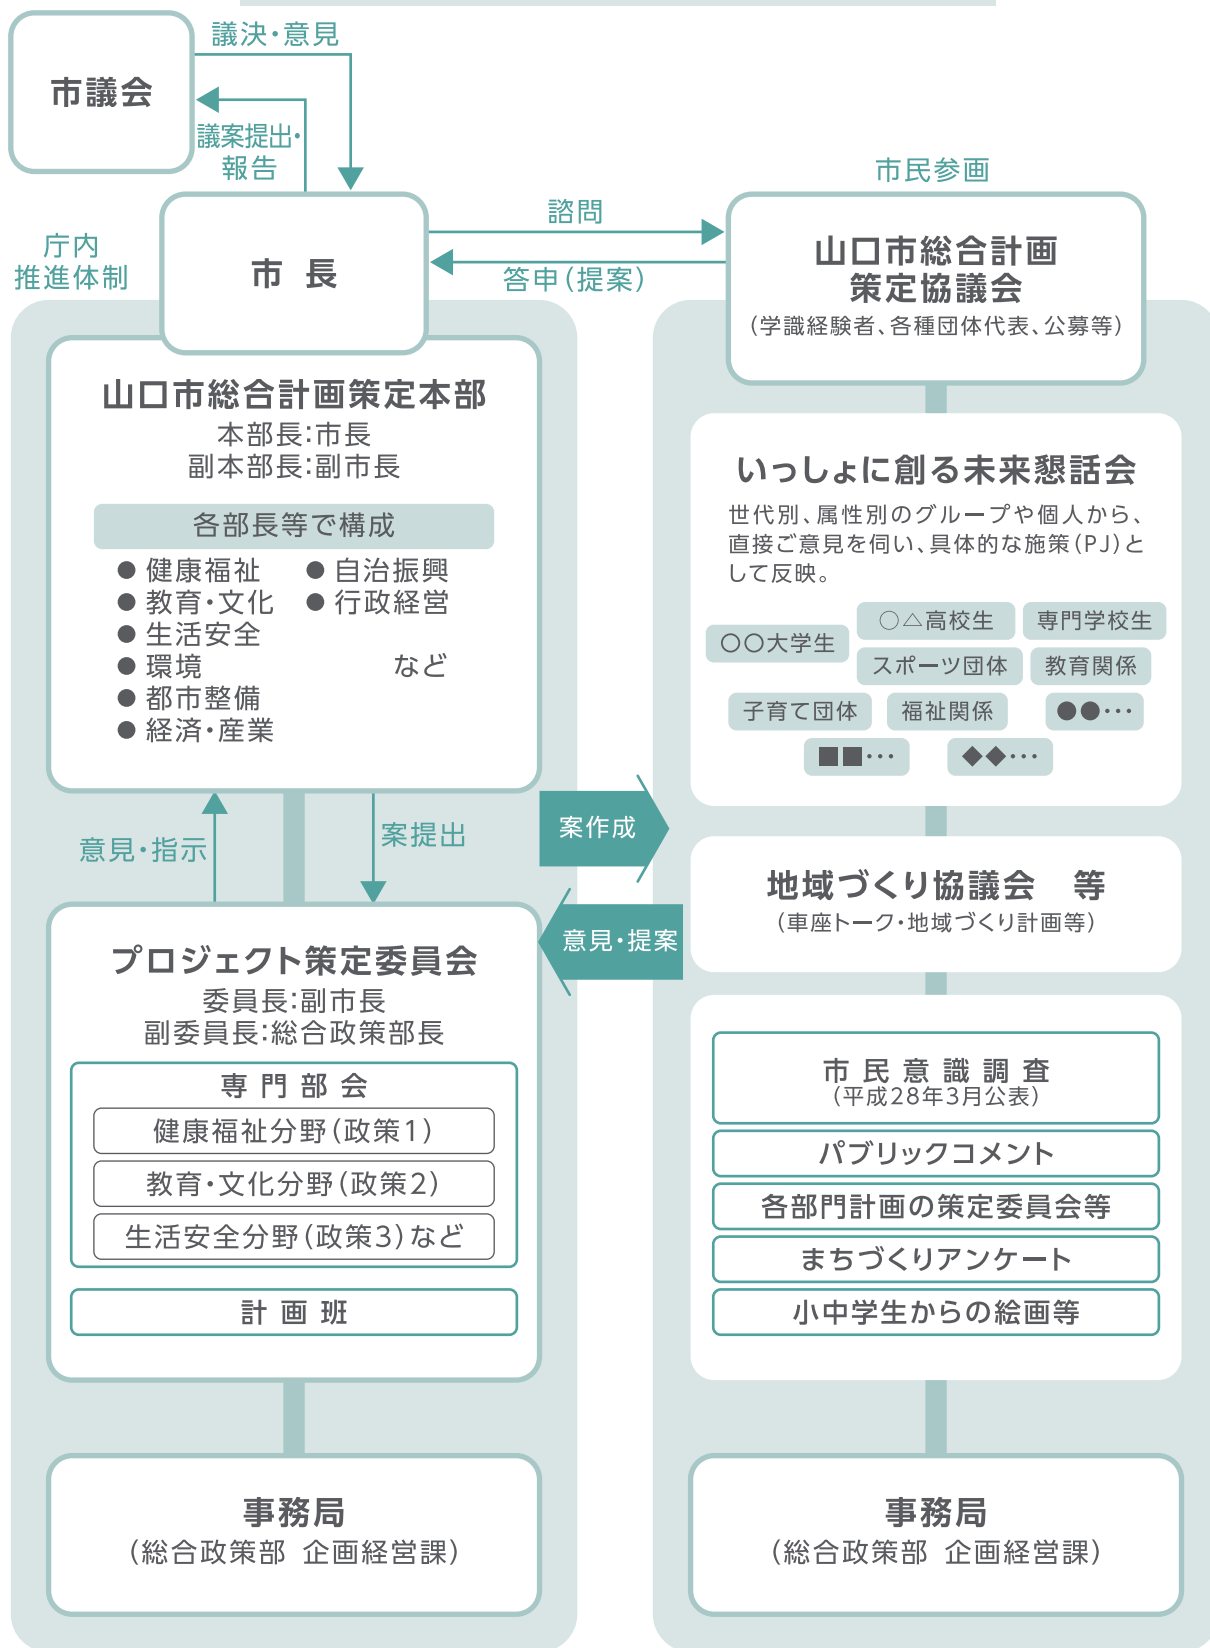 議決・意見
市議会
議案提出・
報告
庁内
推進体制
市 長
諮問
答申（提案）
市民参画
山口市総合計画
策定協議会
（学識経験者、各種団体代表、公募等）
山口市総合計画策定本部
本部長：市長
副本部長：副市長
各部長等で構成
● 健康福祉
● 教育・文化
● 生活安全
● 環境
● 都市整備
● 経済・産業
● 自治振興
● 行政経営
など
意見・指示
案提出
案作成
意見・提案
プロジェクト策定委員会
委員長：副市長
副委員長：総合政策部長
専 門 部 会
健康福祉分野（政策1）
教育・文化分野（政策2）
生活安全分野（政策3）など
計 画 班
事務局
（総合政策部 企画経営課）
いっしょに創る未来懇話会
世代別、属性別のグループや個人から、
直接ご意見を伺い、具体的な施策（PJ）と
して反映。
〇〇大学生
○△高校生
専門学校生
スポーツ団体
教育関係
子育て団体
福祉関係
●●・・・
■■・・・
◆◆・・・
地域づくり協議会　等
（車座トーク・地域づくり計画等）
市 民 意 識 調 査
（平成28年3月公表）
パブリックコメント
各部門計画の策定委員会等
まちづくりアンケート
小中学生からの絵画等
事務局
（総合政策部 企画経営課）